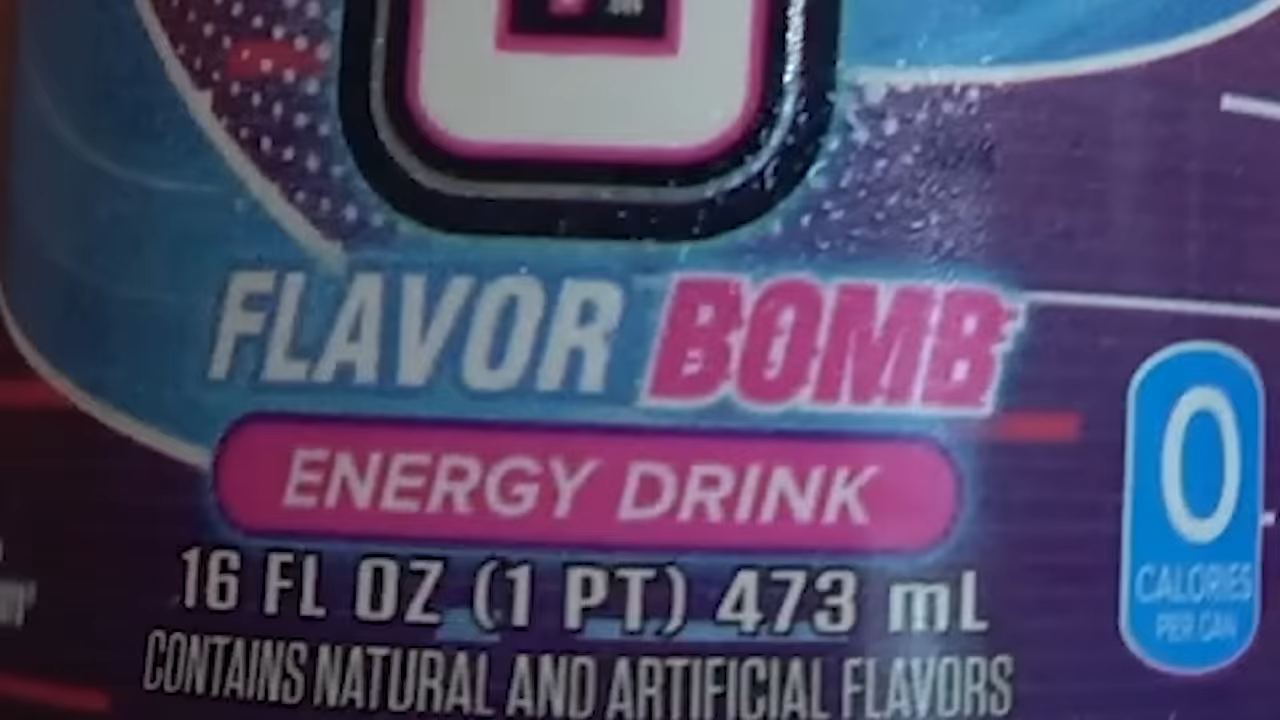 FLAVOR BOMB
ENERGY DRINK
0
CALORIES
PER CAN
16 FL OZ (1 PT) 473 mL
CONTAINS NATURAL AND ARTIFICIAL FLAVORS